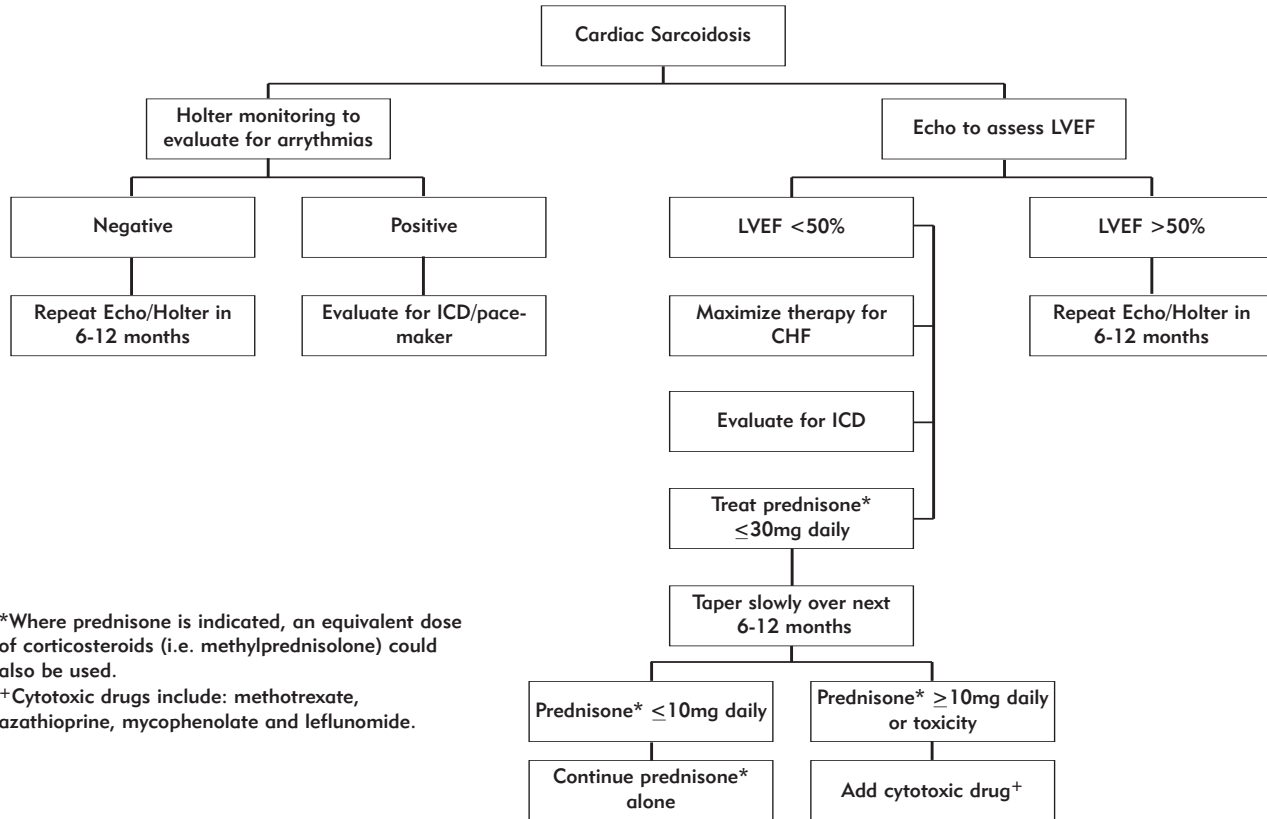 Cardiac Sarcoidosis
Holter monitoring to
evaluate for arrythmias
Echo to assess LVEF
Negative
Positive
LVEF <50%
LVEF >50%
Repeat Echo/Holter in
6-12 months
Evaluate for ICD/pace-
maker
Maximize therapy for
CHF
Repeat Echo/Holter in
6-12 months
Evaluate for ICD
Treat prednisone*
≤30mg daily
Taper slowly over next
6-12 months
Prednisone* ≤10mg daily
Prednisone* ≥10mg daily
or toxicity
Continue prednisone*
alone
Add cytotoxic drug+
*Where prednisone is indicated, an equivalent dose
of corticosteroids (i.e. methylprednisolone) could
also be used.
+Cytotoxic drugs include: methotrexate,
azathioprine, mycophenolate and leflunomide.